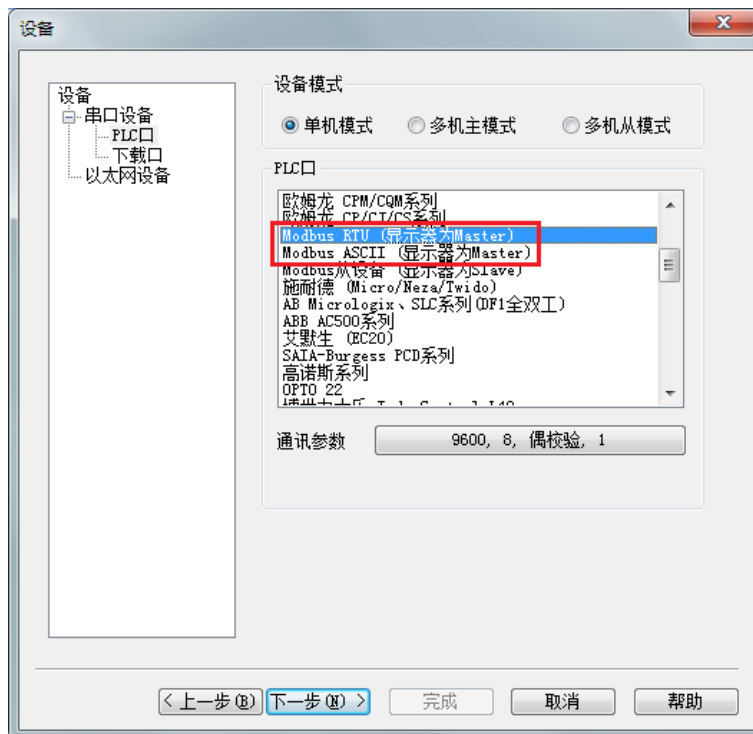 设备
设备
串口设备
PLC口
下载口
以太网设备
设备模式
单机模式 多机主模式 多机从模式
PLC口
欧姆龙 CPM/CQM系列
欧姆龙 CP/CJ/CS系列
Modbus RTU (显示器为Master)
Modbus ASCII (显示器为Master)
Modbus从设备 (显示器为Slave)
施耐德 (Micro/Neza/Twido)
AB Micrologix、SLC系列(DF1全双工)
ABB AC500系列
艾默生 (EC20)
SAIA-Burgess PCD系列
高诺斯系列
OPTO 22
通讯参数 9600, 8, 偶校验, 1
< 上一步(B) 下一步(N) > 完成 取消 帮助